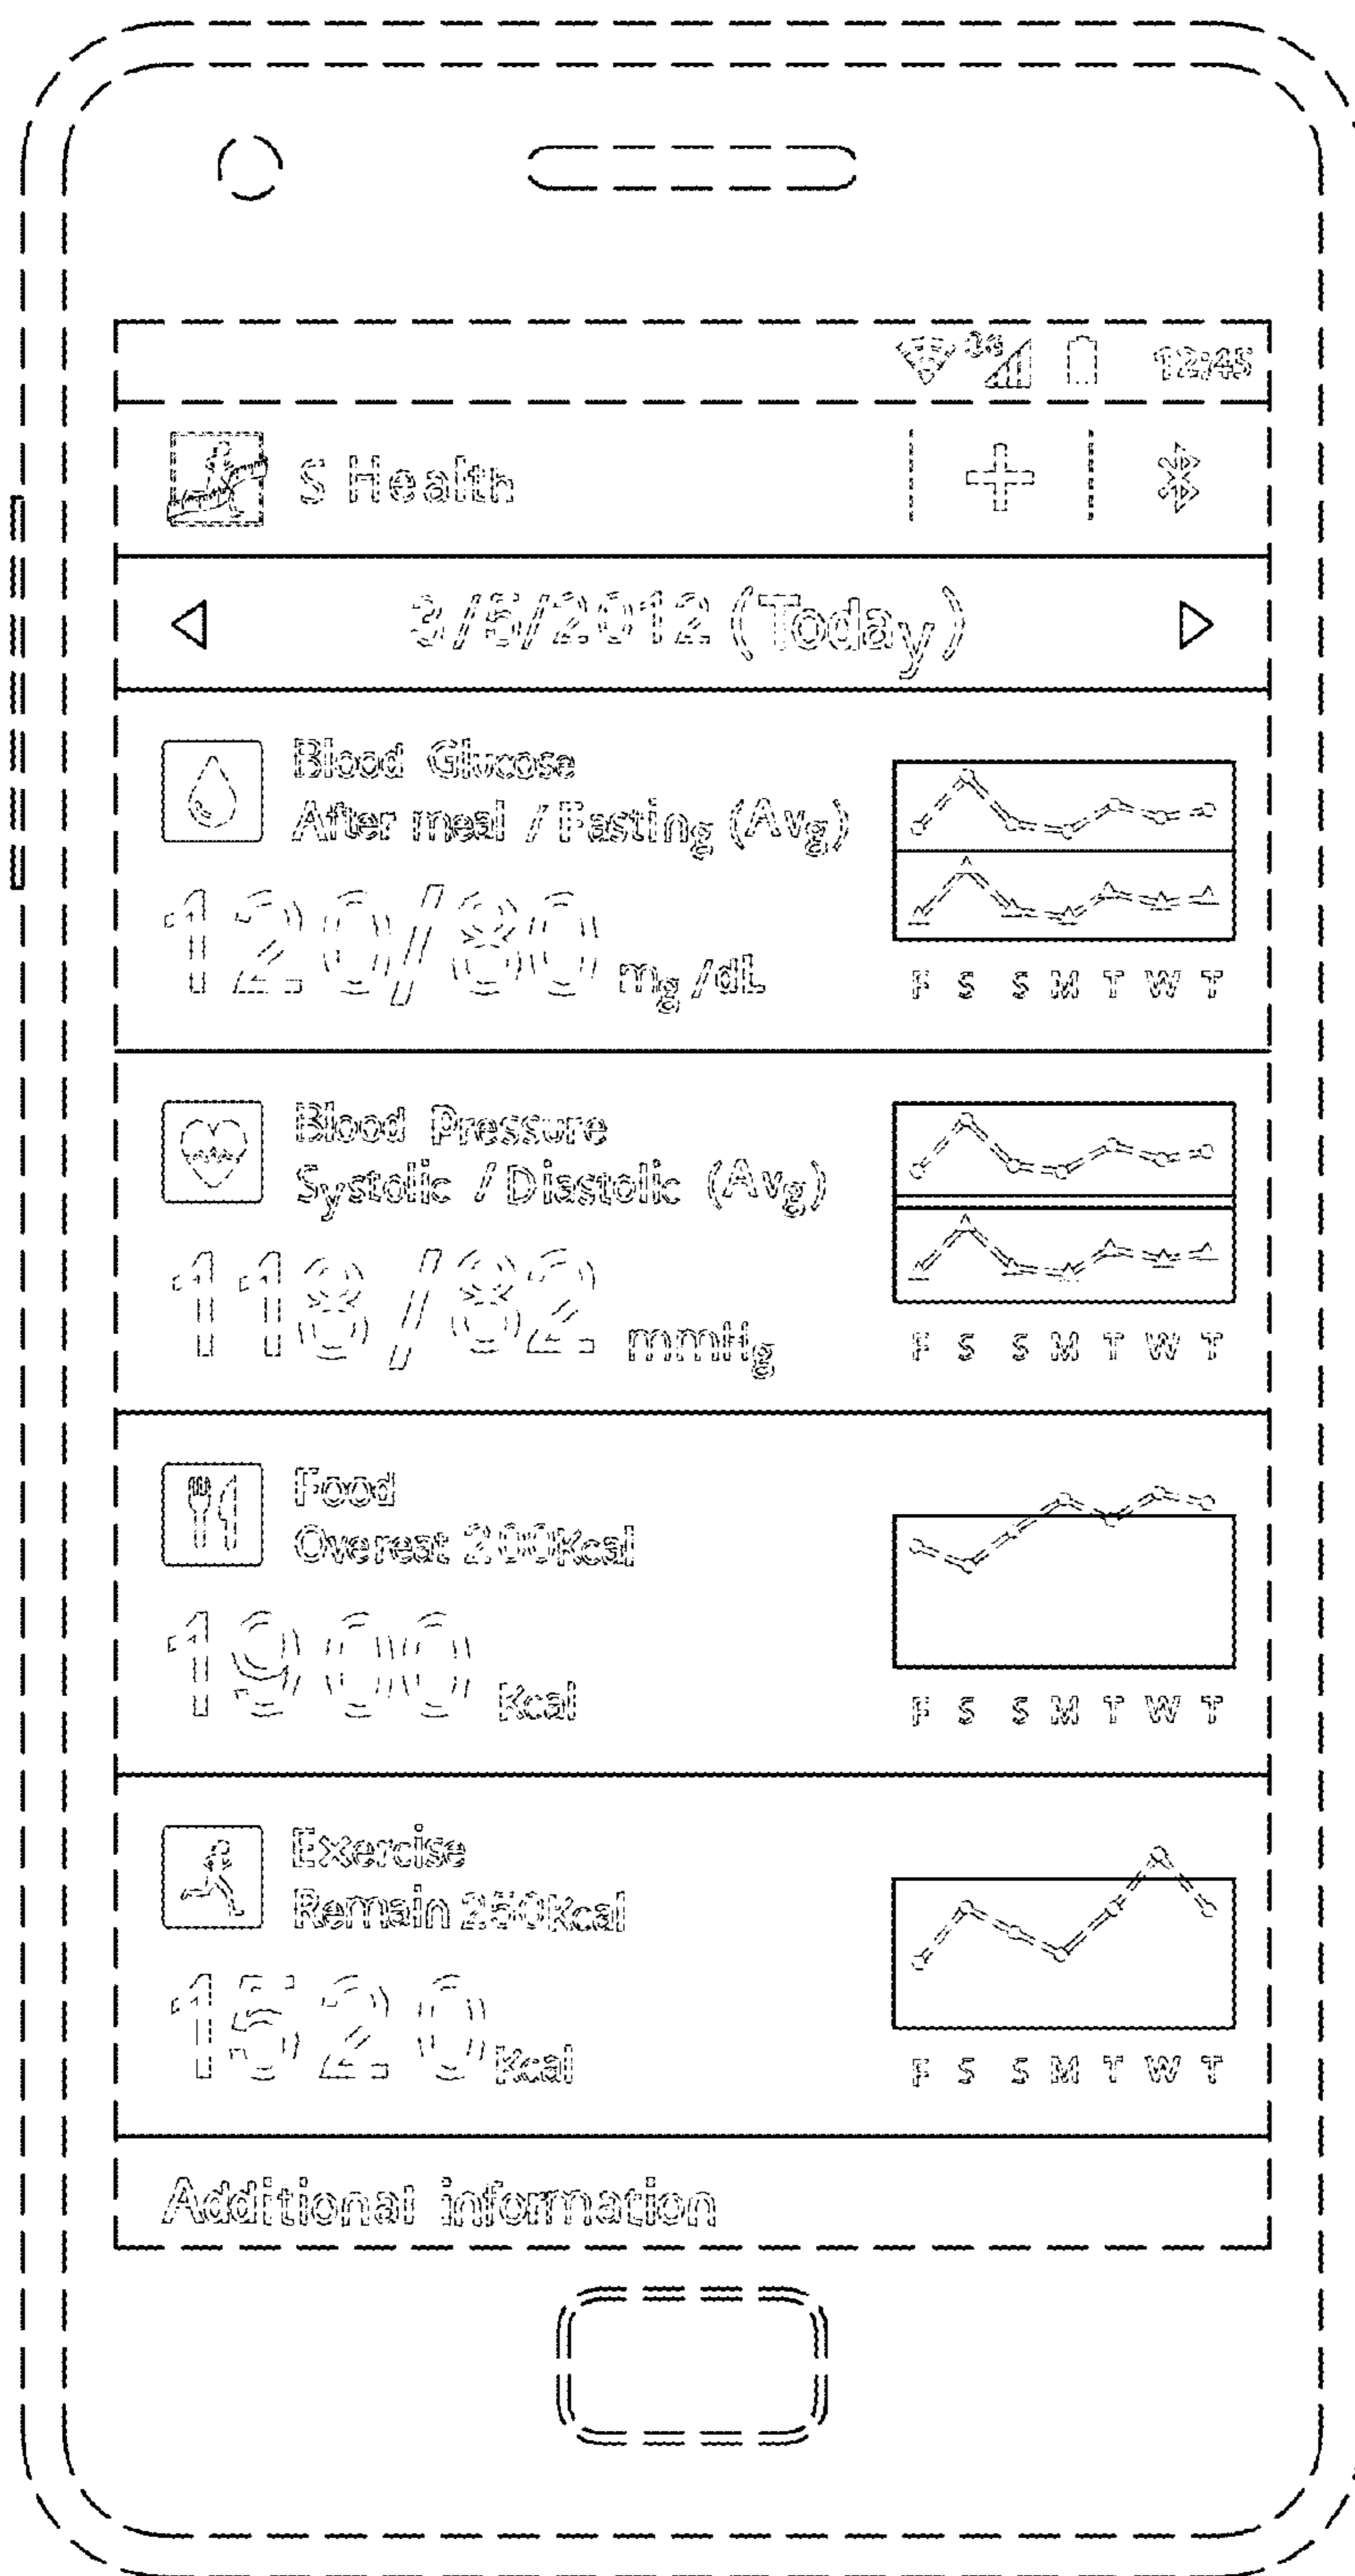 3G 12:45
S Health
3/5/2012 (Today)
Blood Glucose
After meal / Fasting (Avg)
120/80 mg/dL
F S S M T W T
Blood Pressure
Systolic / Diastolic (Avg)
118/82 mmHg
F S S M T W T
Food
Overeat 200Kcal
1900 Kcal
F S S M T W T
Exercise
Remain 250Kcal
1520 Kcal
F S S M T W T
Additional information